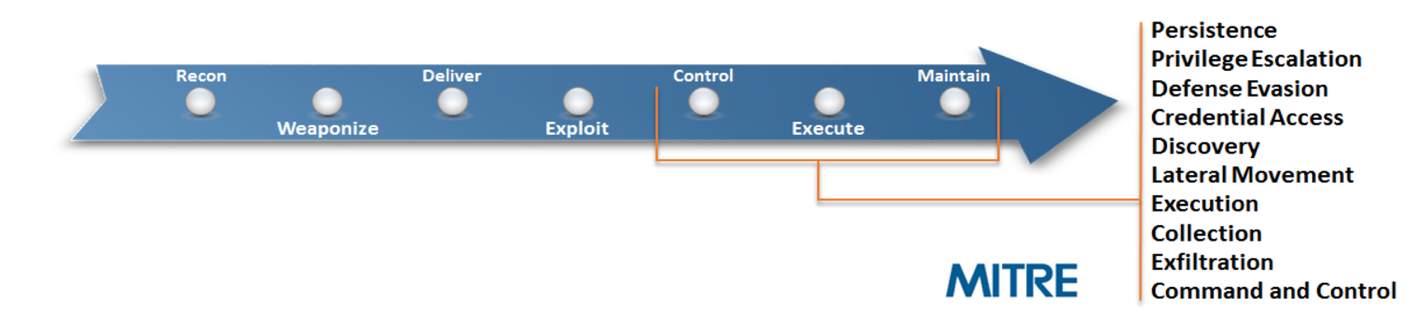 Recon
Weaponize
Deliver
Exploit
Control
Execute
Maintain
Persistence
Privilege Escalation
Defense Evasion
Credential Access
Discovery
Lateral Movement
Execution
Collection
Exfiltration
Command and Control
MITRE